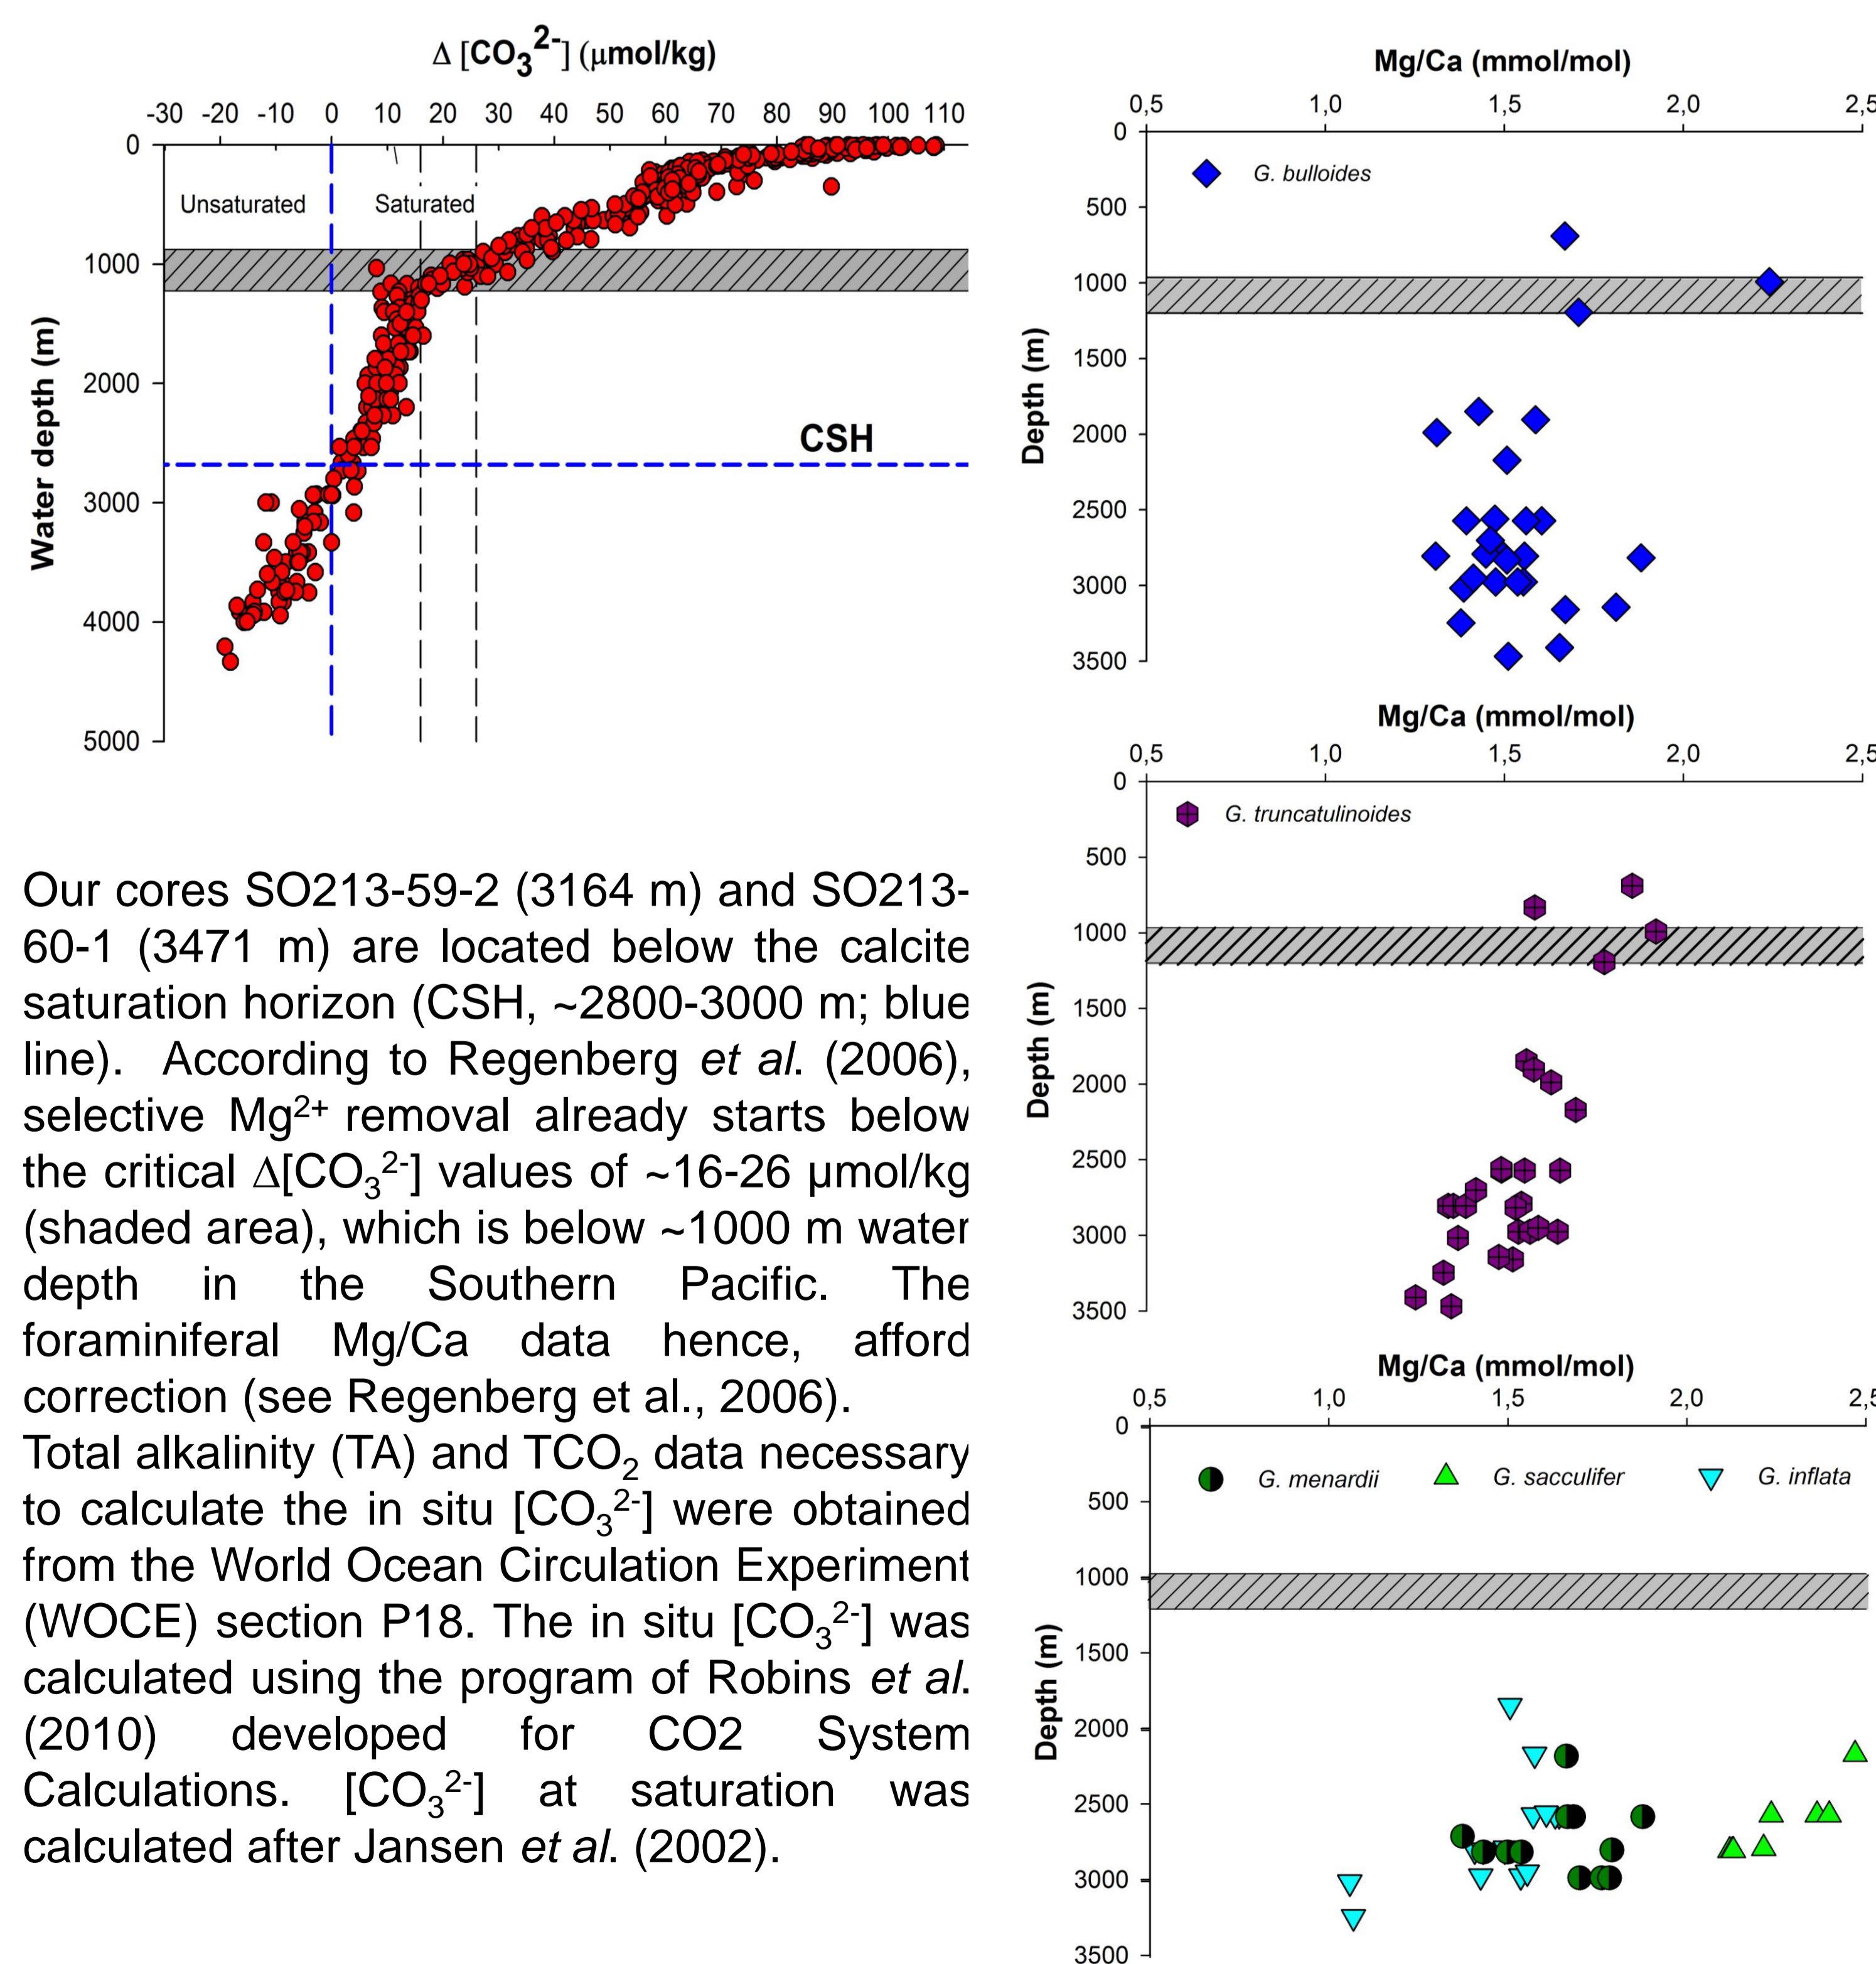 Δ [CO₃²⁻] (μmol/kg)
-30 -20 -10 0 10 20 30 40 50 60 70 80 90 100 110
0
1000
2000
3000
4000
5000
Water depth (m)
Unsaturated
Saturated
CSH
Our cores SO213-59-2 (3164 m) and SO213-
60-1 (3471 m) are located below the calcite
saturation horizon (CSH, ~2800-3000 m; blue
line). According to Regenberg et al. (2006),
selective Mg²⁺ removal already starts below
the critical Δ[CO₃²⁻] values of ~16-26 µmol/kg
(shaded area), which is below ~1000 m water
depth in the Southern Pacific. The
foraminiferal Mg/Ca data hence, afford
correction (see Regenberg et al., 2006).
Total alkalinity (TA) and TCO₂ data necessary
to calculate the in situ [CO₃²⁻] were obtained
from the World Ocean Circulation Experiment
(WOCE) section P18. The in situ [CO₃²⁻] was
calculated using the program of Robins et al.
(2010) developed for CO2 System
Calculations. [CO₃²⁻] at saturation was
calculated after Jansen et al. (2002).
Mg/Ca (mmol/mol)
0,5 1,0 1,5 2,0 2,5
0
500
1000
1500
2000
2500
3000
3500
Depth (m)
G. bulloides
Mg/Ca (mmol/mol)
0,5 1,0 1,5 2,0 2,5
0
500
1000
1500
2000
2500
3000
3500
Depth (m)
G. truncatulinoides
Mg/Ca (mmol/mol)
0,5 1,0 1,5 2,0 2,5
0
500
1000
1500
2000
2500
3000
3500
Depth (m)
G. menardii G. sacculifer G. inflata